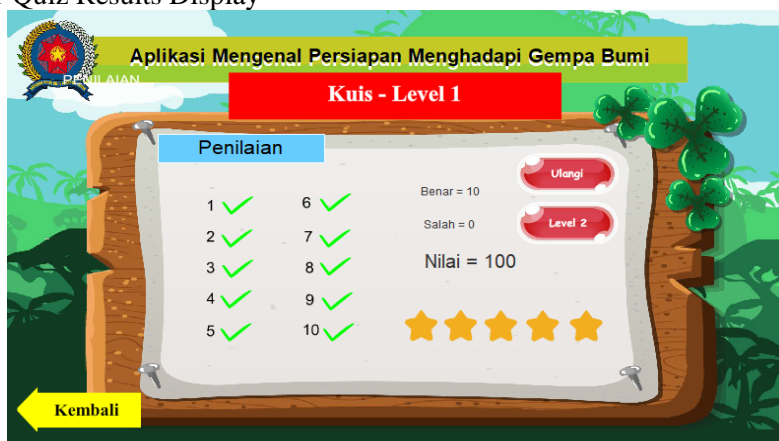 Quiz Results Display
Aplikasi Mengenal Persiapan Menghadapi Gempa Bumi
PENILAIAN
Kuis - Level 1
Penilaian
Ulangi
Benar = 10
1
6
Level 2
Salah = 0
2
7
Nilai = 100
3
8
4
9
5
10
Kembali